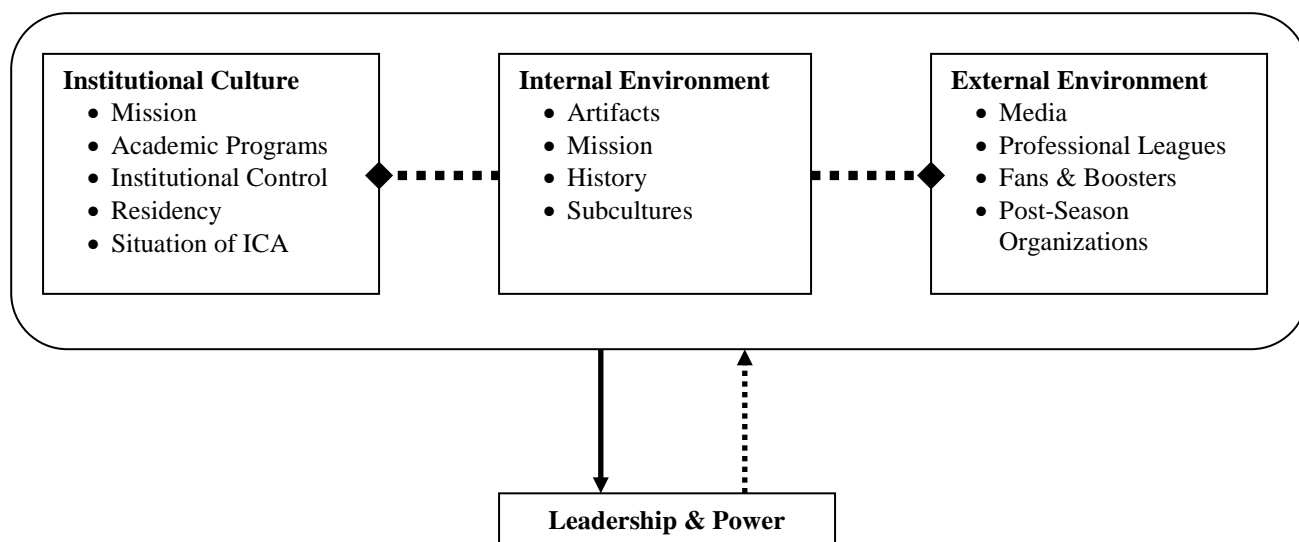 Institutional Culture
• Mission
• Academic Programs
• Institutional Control
• Residency
• Situation of ICA
Internal Environment
• Artifacts
• Mission
• History
• Subcultures
External Environment
• Media
• Professional Leagues
• Fans & Boosters
• Post-Season
Organizations
Leadership & Power